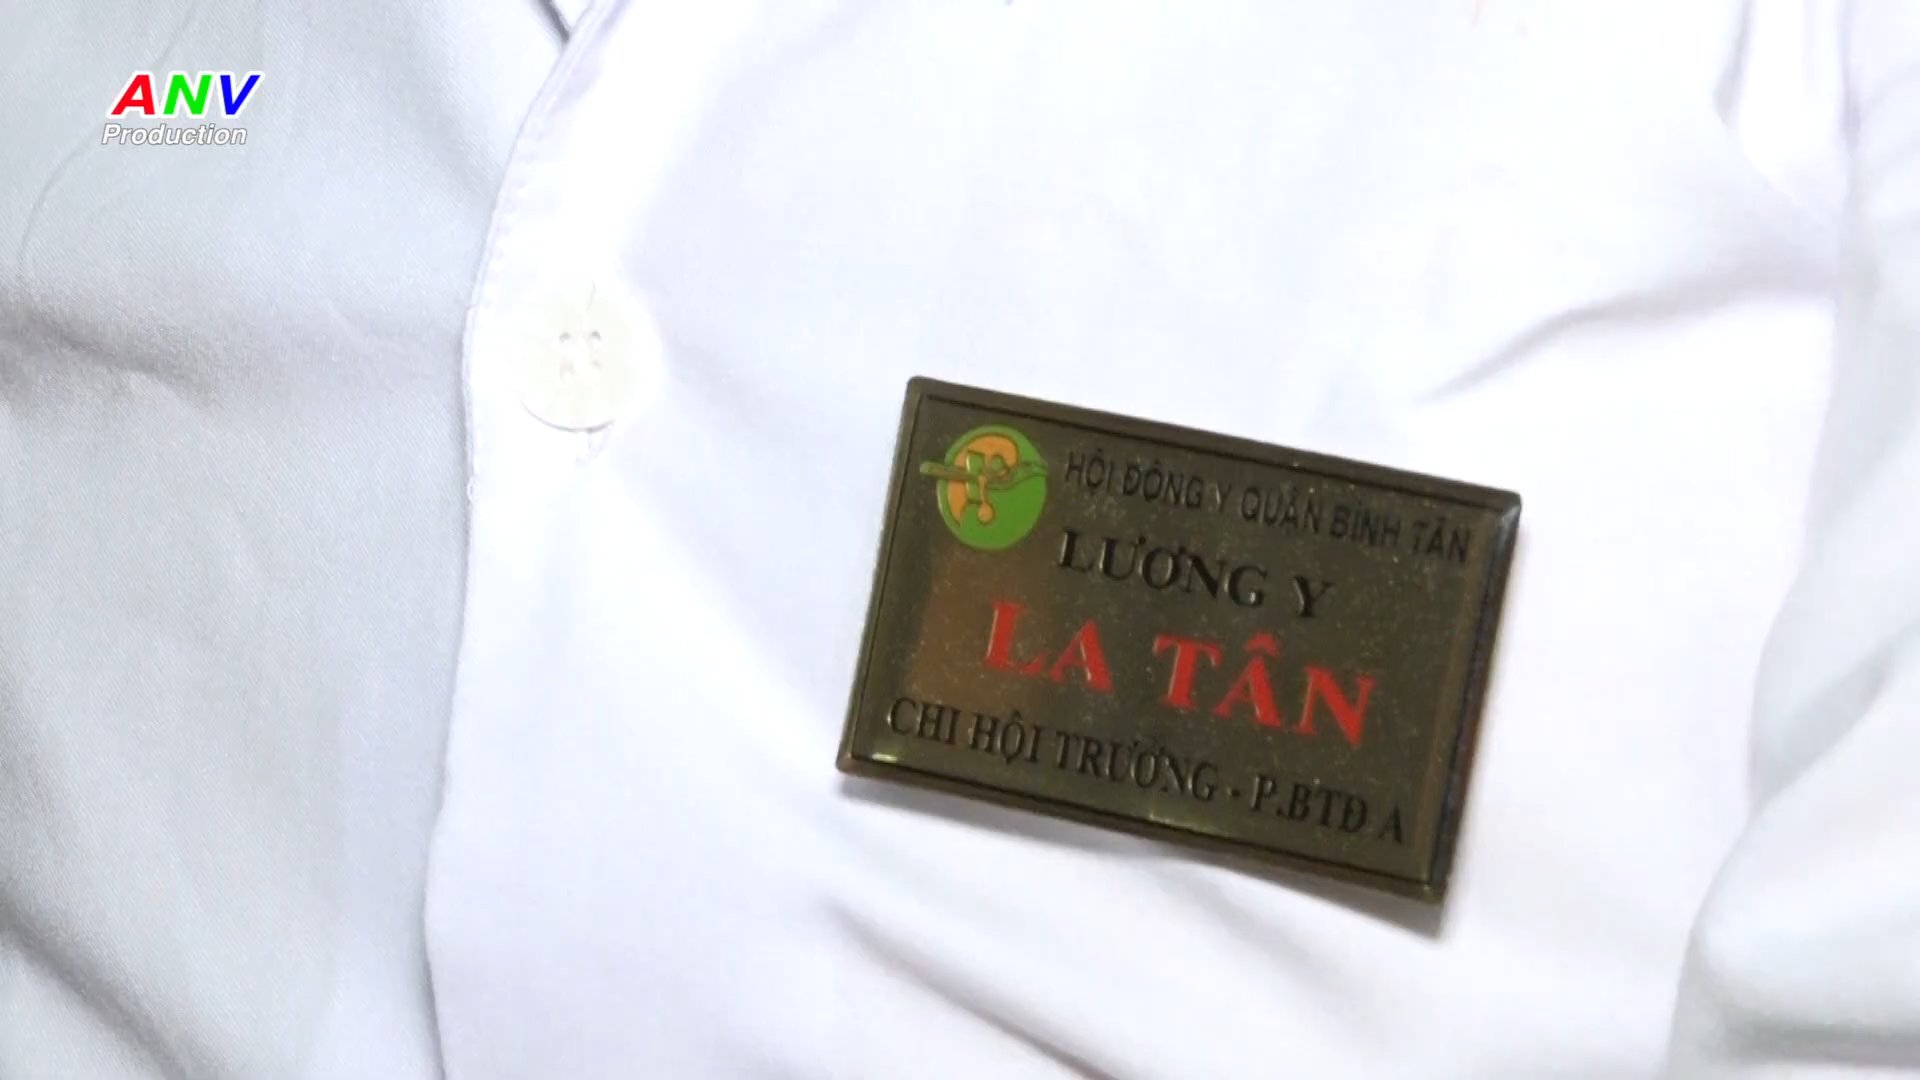 ANV
Production
HỘI ĐÔNG Y QUẬN BÌNH TÂN
LƯƠNG Y
LA TÂN
CHI HỘI TRƯỞNG - P.BTĐ A